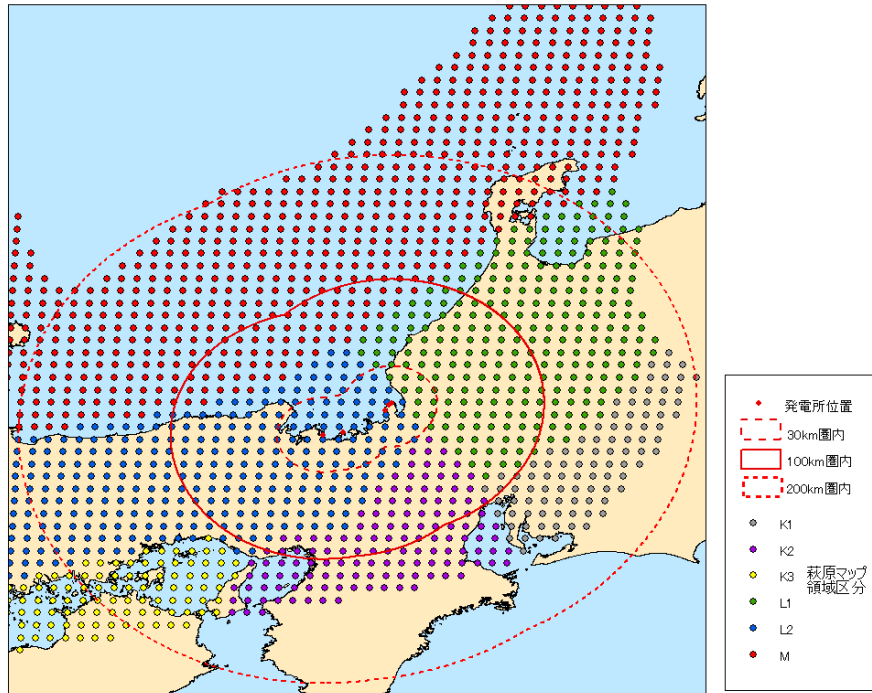 発電所位置
30km圏内
100km圏内
200km圏内
K1
K2
K3
萩原マップ
領域区分
L1
L2
M